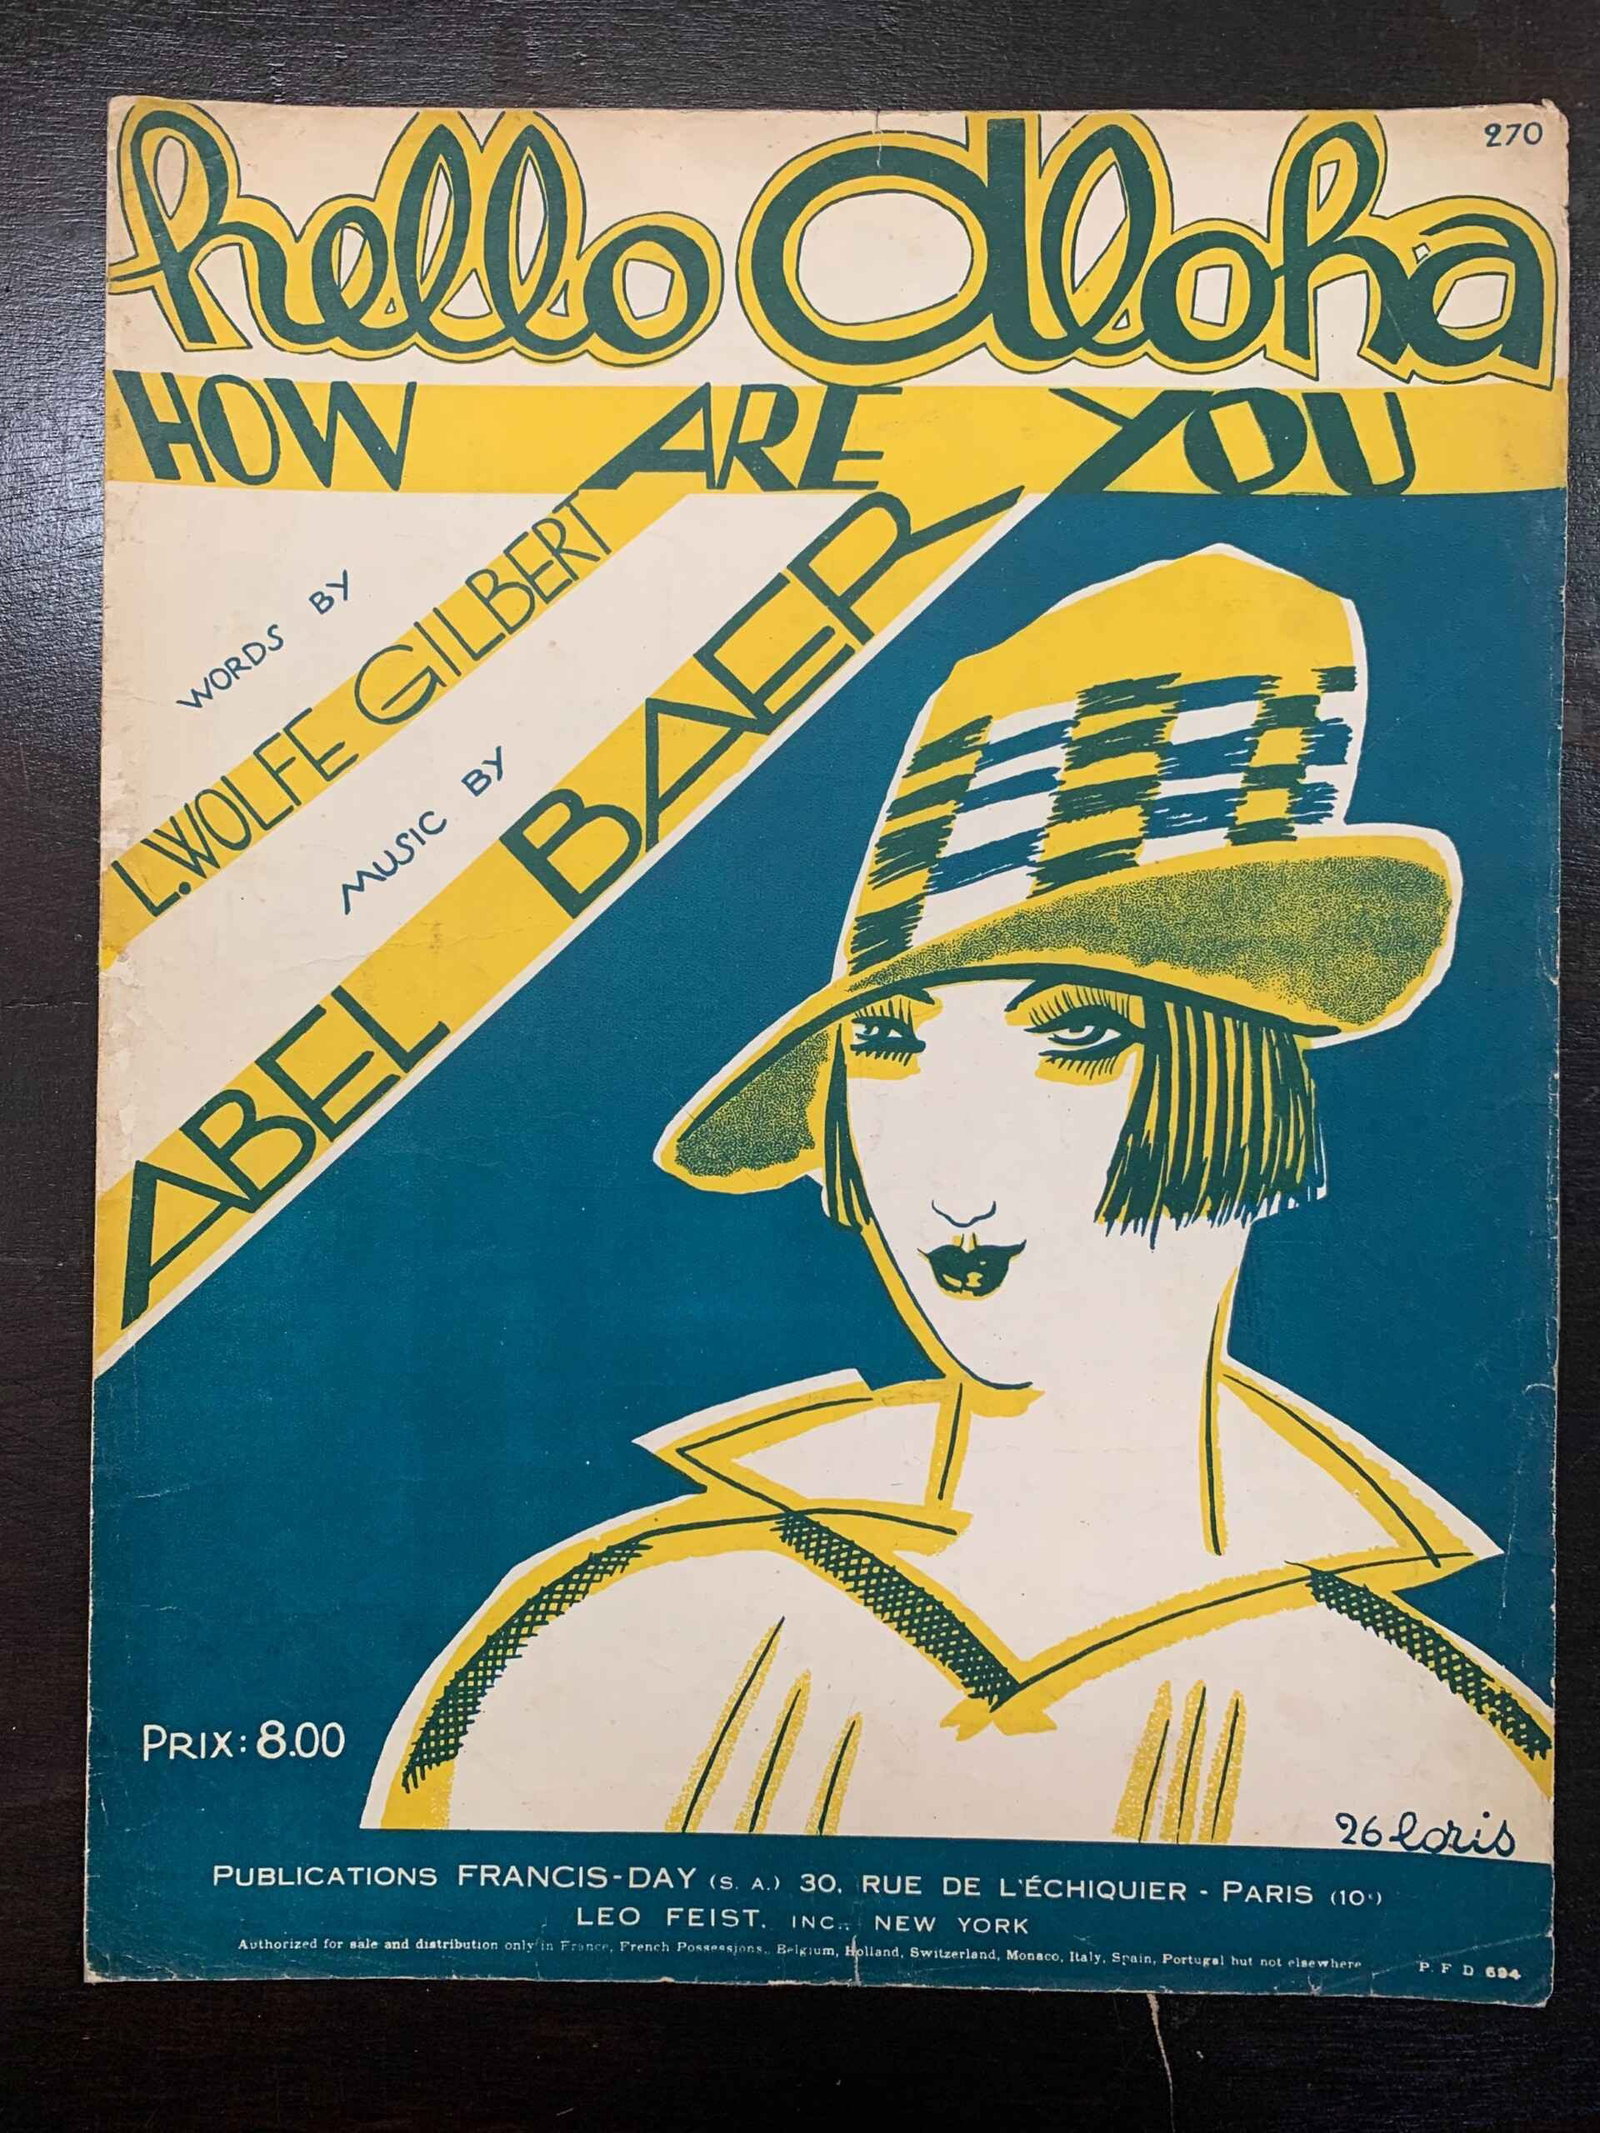 270
hello Aloha
HOW ARE YOU
WORDS BY
L. WOLFE GILBERT
MUSIC BY
ABEL BAER
PRIX: 8.00
26 loris
PUBLICATIONS FRANCIS-DAY (S. A.) 30, RUE DE L'ÉCHIQUIER - PARIS (10e)
LEO FEIST, INC., NEW YORK
Authorized for sale and distribution only in France, French Possessions, Belgium, Holland, Switzerland, Monaco, Italy, Spain, Portugal but not elsewhere
P. F D 694